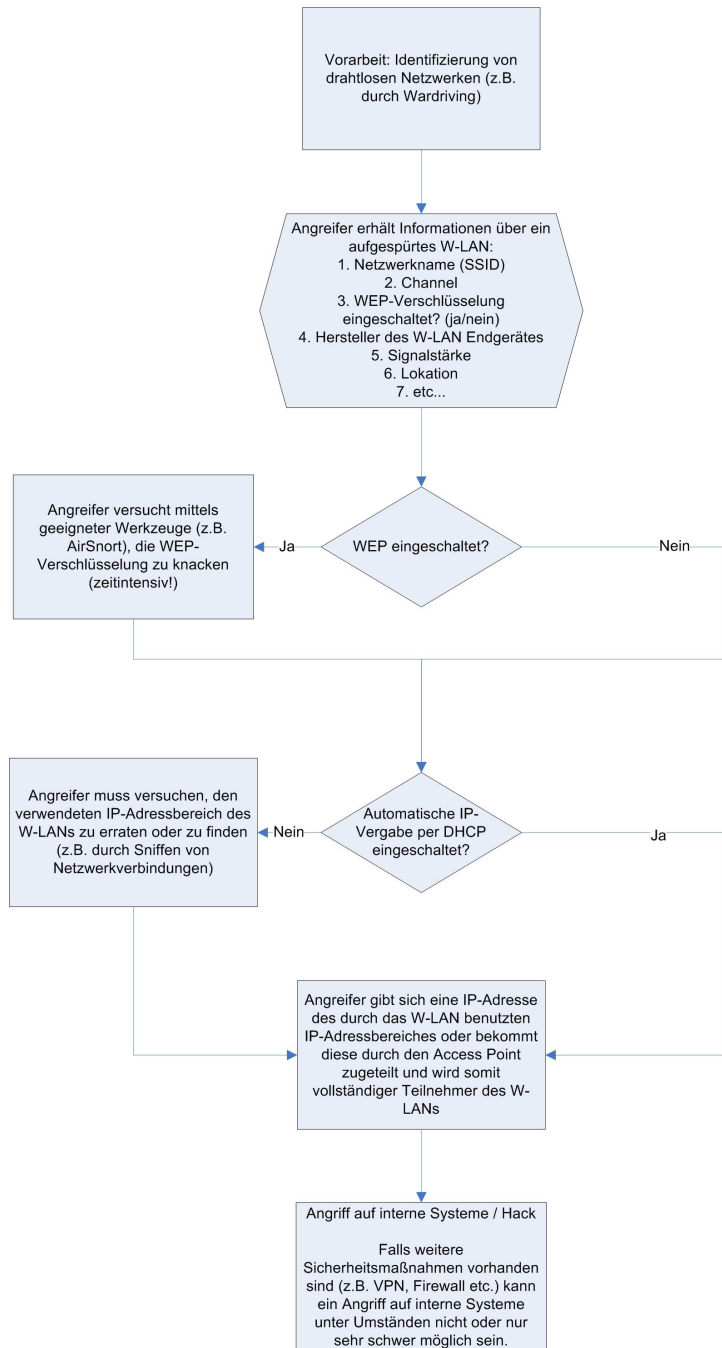 Vorarbeit: Identifizierung von
drahtlosen Netzwerken (z.B.
durch Wardriving)
Angreifer erhält Informationen über ein
aufgespürtes W-LAN:
1. Netzwerkname (SSID)
2. Channel
3. WEP-Verschlüsselung
eingeschaltet? (ja/nein)
4. Hersteller des W-LAN Endgerätes
5. Signalstärke
6. Lokation
7. etc...
Angreifer versucht mittels
geeigneter Werkzeuge (z.B.
AirSnort), die WEP-
Verschlüsselung zu knacken
(zeitintensiv!)
Ja
WEP eingeschaltet?
Nein
Angreifer muss versuchen, den
verwendeten IP-Adressbereich des
W-LANs zu erraten oder zu finden
(z.B. durch Sniffen von
Netzwerkverbindungen)
Nein
Automatische IP-
Vergabe per DHCP
eingeschaltet?
Ja
Angreifer gibt sich eine IP-Adresse
des durch das W-LAN benutzten
IP-Adressbereiches oder bekommt
diese durch den Access Point
zugeteilt und wird somit
vollständiger Teilnehmer des W-
LANs
Angriff auf interne Systeme / Hack
Falls weitere
Sicherheitsmaßnahmen vorhanden
sind (z.B. VPN, Firewall etc.) kann
ein Angriff auf interne Systeme
unter Umständen nicht oder nur
sehr schwer möglich sein.